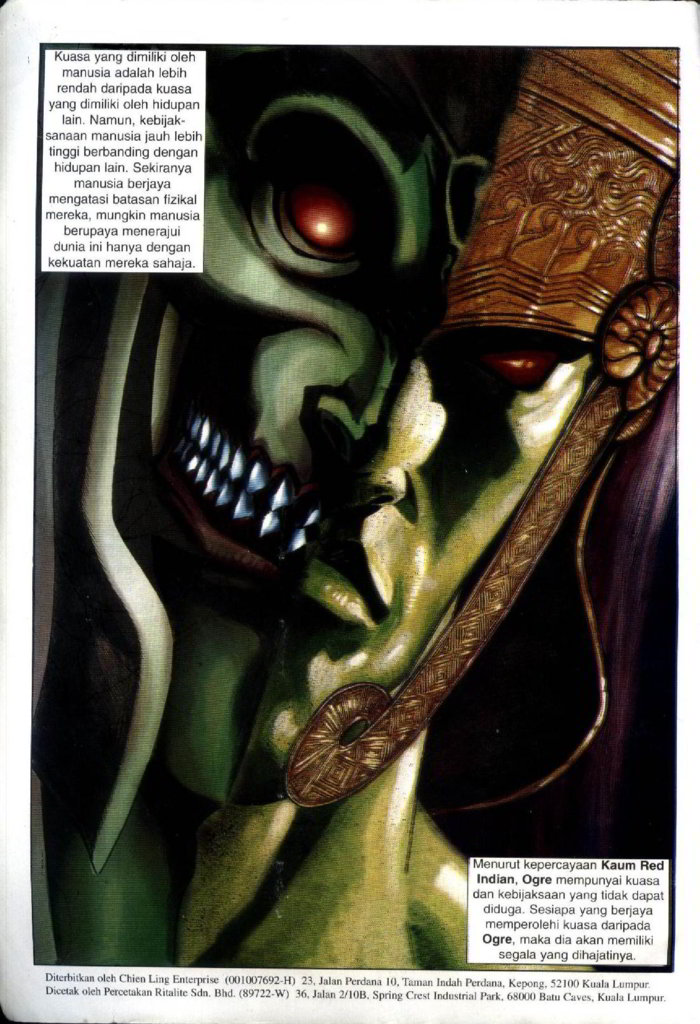 Kuasa yang dimiliki oleh
manusia adalah lebih
rendah daripada kuasa
yang dimiliki oleh hidupan
lain. Namun, kebijak-
sanaan manusia jauh lebih
tinggi berbanding dengan
hidupan lain. Sekiranya
manusia berjaya
mengatasi batasan fizikal
mereka, mungkin manusia
berupaya menerajui
dunia ini hanya dengan
kekuatan mereka sahaja.
Menurut kepercayaan Kaum Red
Indian, Ogre mempunyai kuasa
dan kebijaksaan yang tidak dapat
diduga. Sesiapa yang berjaya
memperolehi kuasa daripada
Ogre, maka dia akan memiliki
segala yang dihajatinya.
Diterbitkan oleh Chien Ling Enterprise (001007692-H) 23, Jalan Perdana 10, Taman Indah Perdana, Kepong, 52100 Kuala Lumpur.
Dicetak oleh Percetakan Ritalite Sdn. Bhd. (89722-W) 36, Jalan 2/10B, Spring Crest Industrial Park, 68000 Batu Caves, Kuala Lumpur.